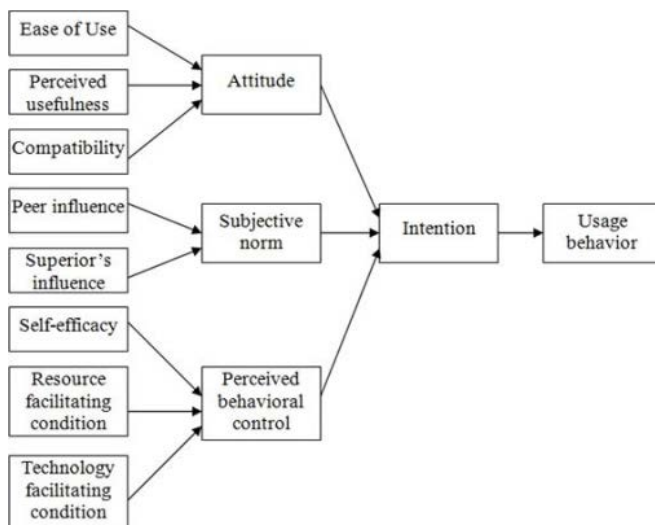 Ease of Use
Perceived
usefulness
Compatibility
Attitude
Peer influence
Superior's
influence
Subjective
norm
Self-efficacy
Resource
facilitating
condition
Technology
facilitating
condition
Perceived
behavioral
control
Intention
Usage
behavior